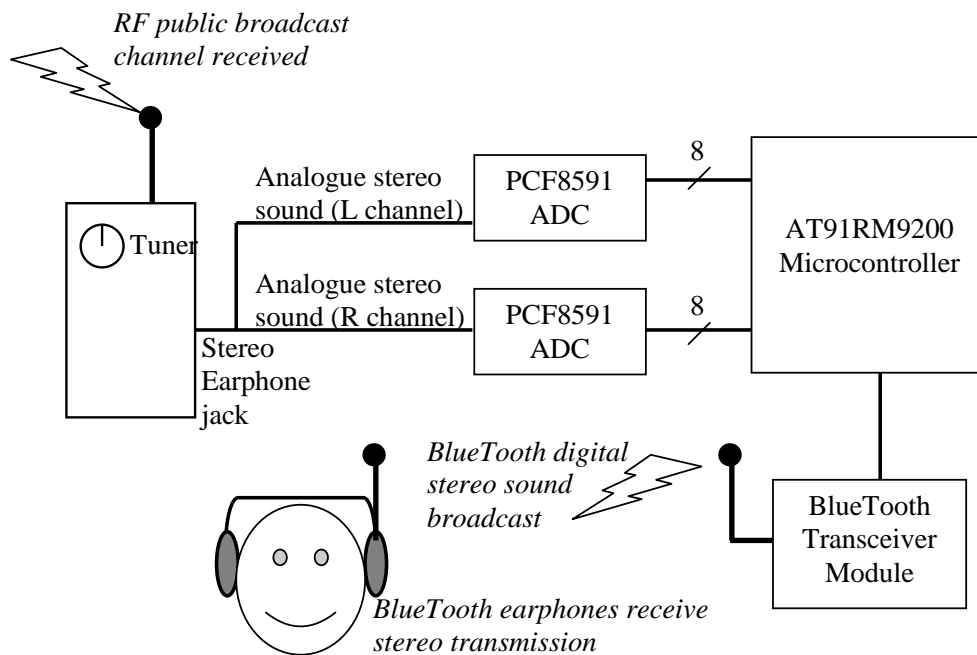 RF public broadcast
channel received
Analogue stereo
sound (L channel)
PCF8591
ADC
8
AT91RM9200
Microcontroller
Tuner
Analogue stereo
sound (R channel)
PCF8591
ADC
8
Stereo
Earphone
jack
BlueTooth digital
stereo sound
broadcast
BlueTooth
Transceiver
Module
BlueTooth earphones receive
stereo transmission